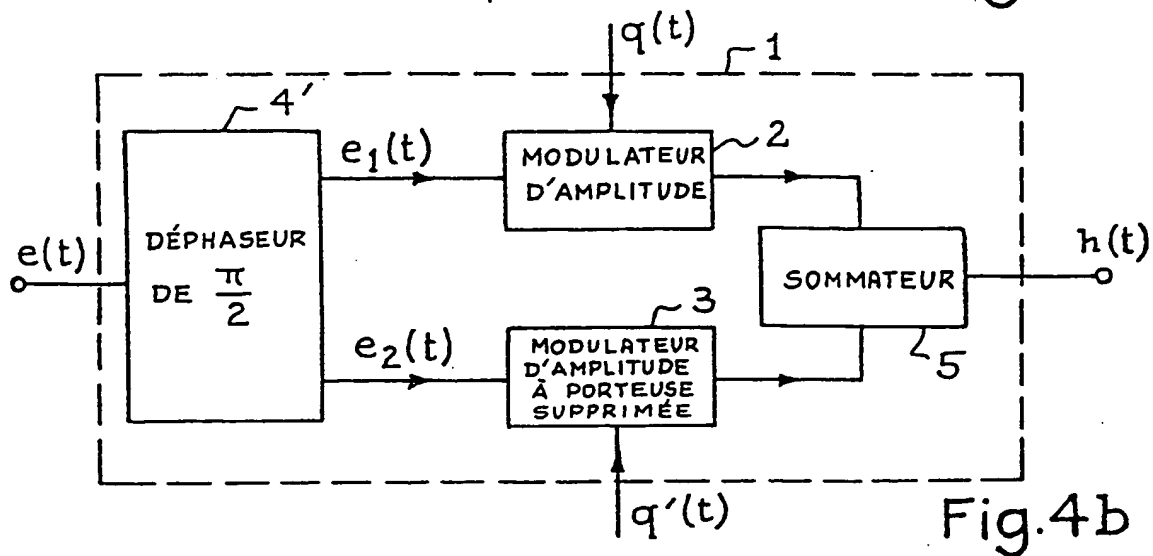 q(t)
1
4'
e₁(t)
MODULATEUR
D'AMPLITUDE
2
DÉPHASEUR
DE π/2
e(t)
SOMMATEUR
h(t)
5
e₂(t)
3
MODULATEUR
D'AMPLITUDE
À PORTEUSE
SUPPRIMÉE
q'(t)
Fig.4b